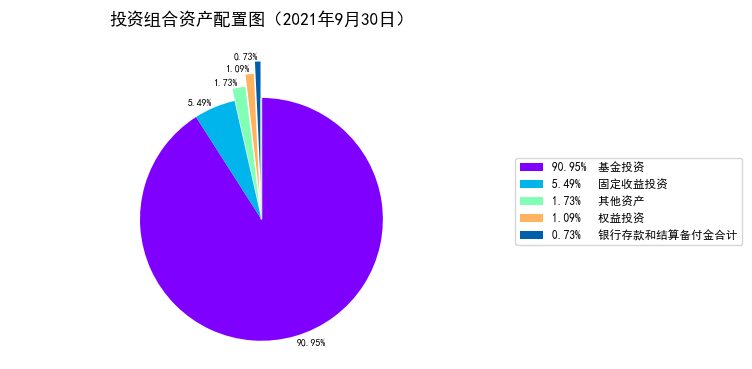 投资组合资产配置图（2021年9月30日）
0.73%
1.09%
1.73%
5.49%
90.95%
90.95% 基金投资
5.49% 固定收益投资
1.73% 其他资产
1.09% 权益投资
0.73% 银行存款和结算备付金合计